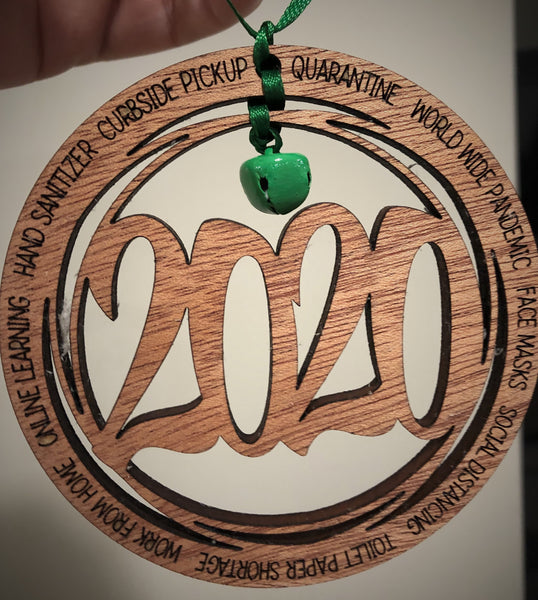 QUARANTINE
WORLD WIDE PANDEMIC
FACE MASKS
SOCIAL DISTANCING
TOILET PAPER SHORTAGE
WORK FROM HOME
ONLINE LEARNING
HAND SANITIZER
CURBSIDE PICKUP
2020